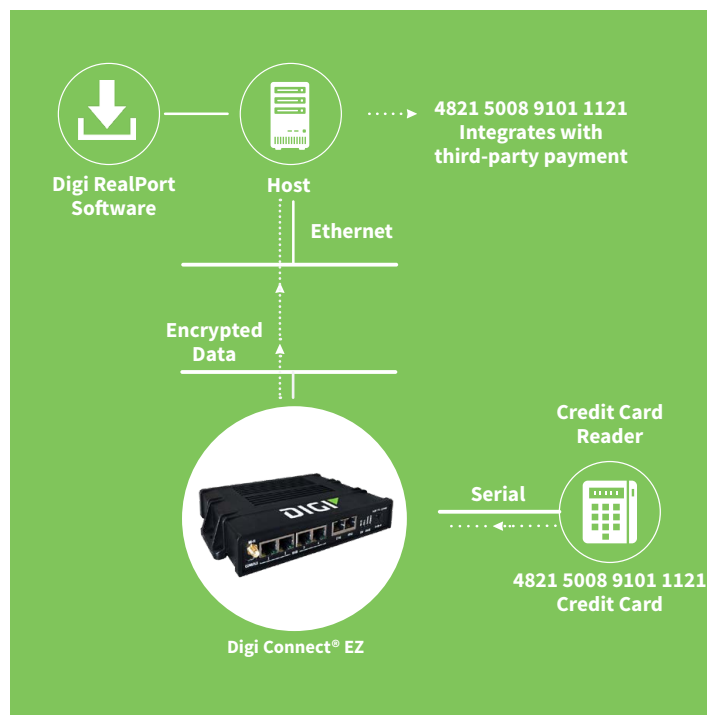 4821 5008 9101 1121
Integrates with
third-party payment
Digi RealPort
Software
Host
Ethernet
Encrypted
Data
Credit Card
Reader
Serial
DIGI
4821 5008 9101 1121
Credit Card
Digi Connect® EZ